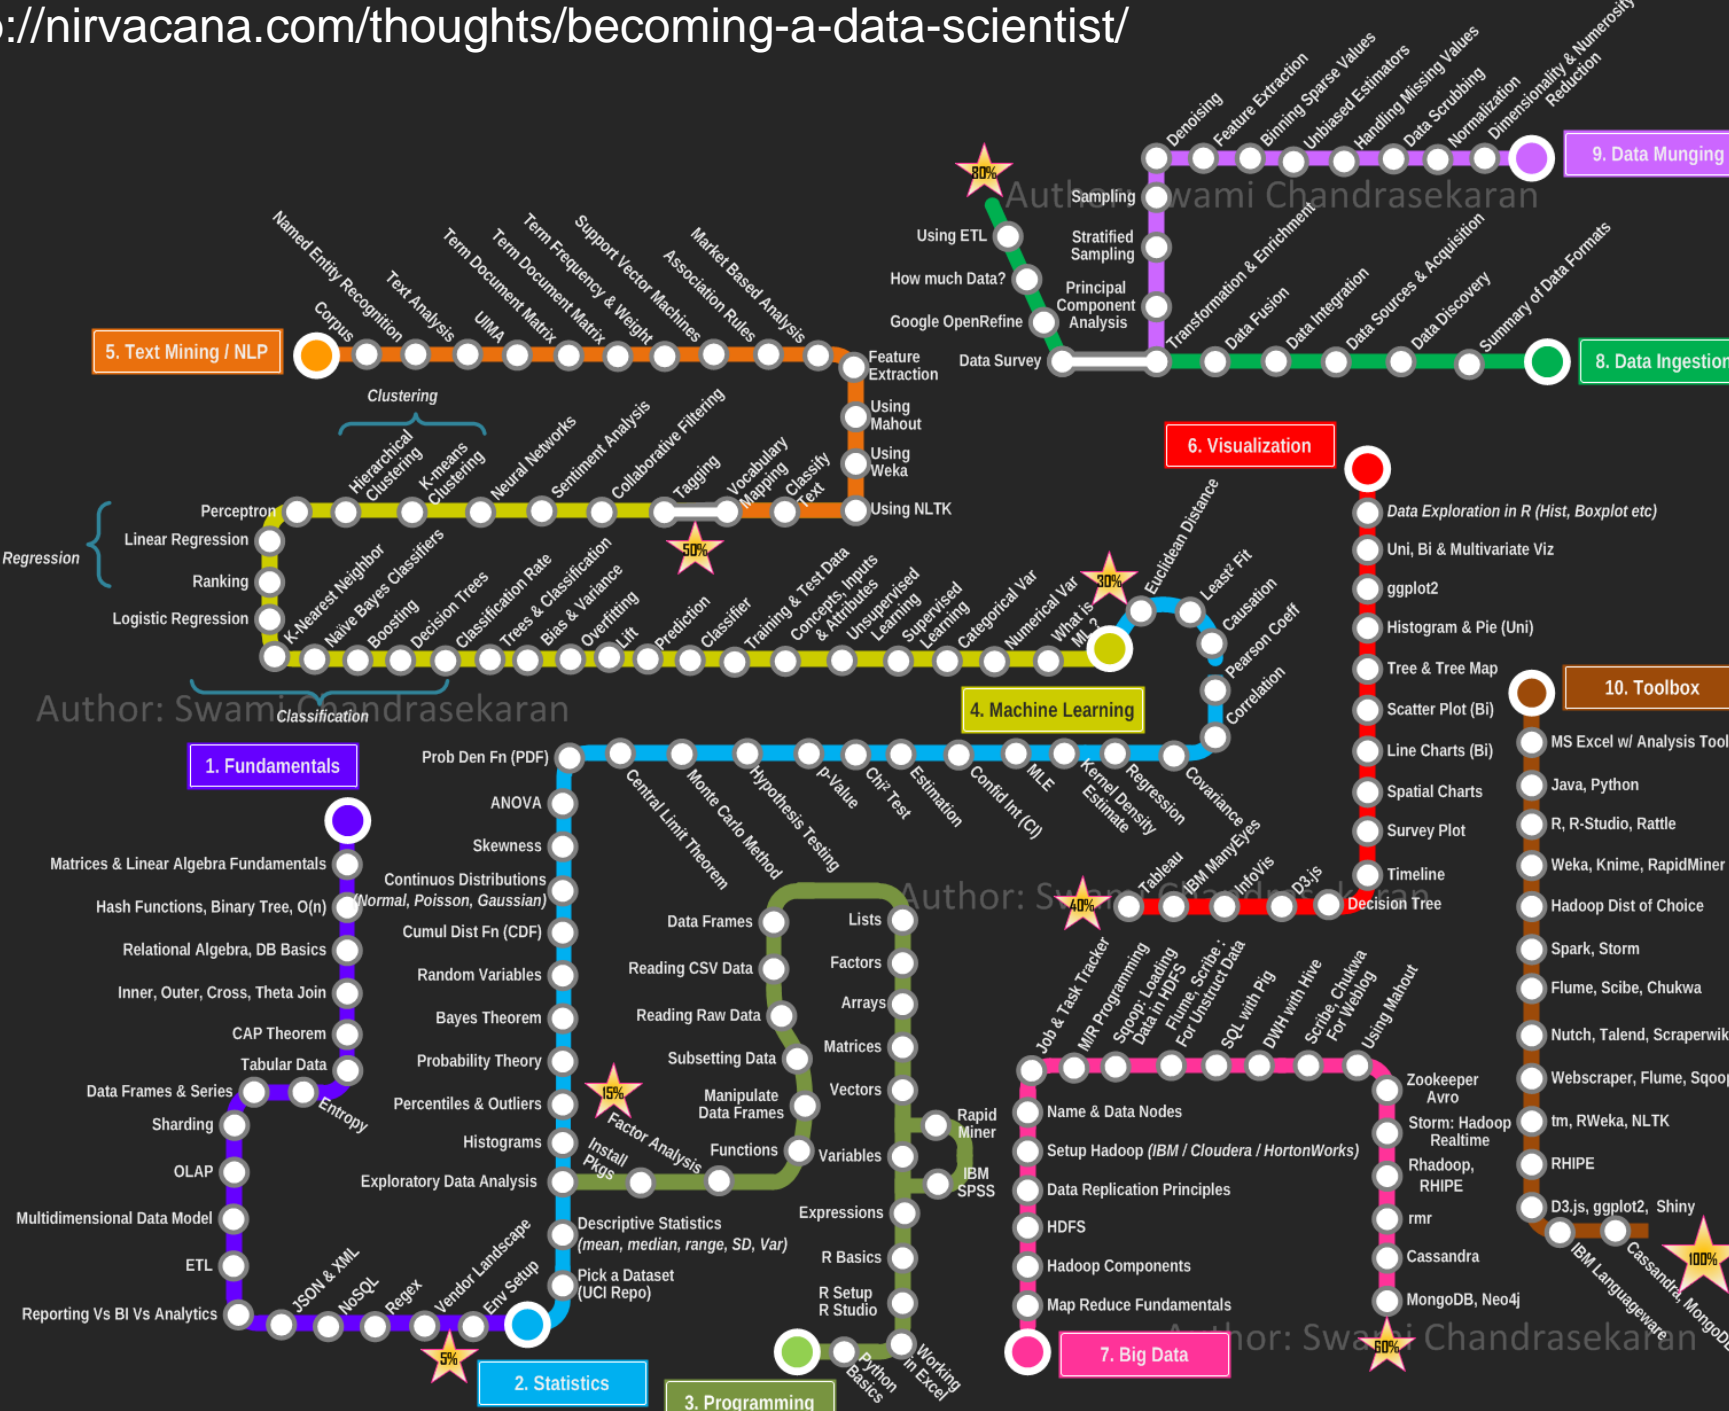 ://nirvacana.com/thoughts/becoming-a-data-scientist/
Author: Swami Chandrasekaran
9. Data Munging
Dimensionality & Numerosity
Reduction
Normalization
Data Scrubbing
Handling Missing Values
Unbiased Estimators
Binning Sparse Values
Feature Extraction
Denoising
Sampling
Stratified
Sampling
Principal
Component
Analysis
80%
Using ETL
How much Data?
Google OpenRefine
Data Survey
Transformation & Enrichment
Data Fusion
Data Integration
Data Sources & Acquisition
Data Discovery
Summary of Data Formats
8. Data Ingestion
5. Text Mining / NLP
Corpus
Named Entity Recognition
Text Analysis
UIMA
Term Document Matrix
Term Document Matrix
Term Frequency & Weight
Support Vector Machines
Association Rules
Market Based Analysis
Feature
Extraction
Using
Mahout
Using
Weka
Using NLTK
Classify
Text
Vocabulary
Mapping
50%
Tagging
Collaborative Filtering
Sentiment Analysis
Neural Networks
Clustering
K-means
Clustering
Hierarchical
Clustering
Perceptron
Linear Regression
Regression
Ranking
Logistic Regression
K-Nearest Neighbor
Naïve Bayes Classifiers
Boosting
Decision Trees
Classification Rate
Classification
Trees & Classification
Bias & Variance
Overfitting
Lift
Prediction
Classifier
Training & Test Data
Concepts, Inputs
& Attributes
Unsupervised
Learning
Supervised
Learning
Categorical Var
Numerical Var
What is
ML?
4. Machine Learning
30%
Euclidean Distance
Least² Fit
Causation
Pearson Coeff
Correlation
Covariance
Regression
Kernel Density
Estimate
MLE
Confid Int (CI)
Estimation
Chi² Test
p-Value
Hypothesis Testing
Monte Carlo Method
Central Limit Theorem
Prob Den Fn (PDF)
ANOVA
Skewness
Continuos Distributions
(Normal, Poisson, Gaussian)
Cumul Dist Fn (CDF)
Random Variables
Bayes Theorem
Probability Theory
Percentiles & Outliers
Histograms
Exploratory Data Analysis
Descriptive Statistics
(mean, median, range, SD, Var)
Pick a Dataset
(UCI Repo)
2. Statistics
Author: Swami Chandrasekaran
1. Fundamentals
Matrices & Linear Algebra Fundamentals
Hash Functions, Binary Tree, O(n)
Relational Algebra, DB Basics
Inner, Outer, Cross, Theta Join
CAP Theorem
Tabular Data
Entropy
Data Frames & Series
Sharding
OLAP
Multidimensional Data Model
ETL
Reporting Vs BI Vs Analytics
JSON & XML
NoSQL
Regex
Vendor Landscape
Env Setup
5%
15%
Install
Pkgs
Factor Analysis
Functions
Manipulate
Data Frames
Subsetting Data
Reading Raw Data
Reading CSV Data
Data Frames
Lists
Factors
Arrays
Matrices
Vectors
Rapid
Miner
Variables
IBM
SPSS
Expressions
R Basics
R Setup
R Studio
Working
in Excel
Python
Basics
3. Programming
6. Visualization
Data Exploration in R (Hist, Boxplot etc)
Uni, Bi & Multivariate Viz
ggplot2
Histogram & Pie (Uni)
Tree & Tree Map
Scatter Plot (Bi)
Line Charts (Bi)
Spatial Charts
Survey Plot
Timeline
Decision Tree
D3.js
InfoVis
IBM ManyEyes
Tableau
40%
Author: Swami Chandrasekaran
Job & Task Tracker
M/R Programming
Sqoop: Loading
Data in HDFS
Flume, Scribe :
For Unstruct Data
SQL with Pig
DWH with Hive
Scribe, Chukwa
For Weblog
Using Mahout
Zookeeper
Avro
Storm: Hadoop
Realtime
Rhadoop,
RHIPE
rmr
Cassandra
MongoDB, Neo4j
60%
Name & Data Nodes
Setup Hadoop (IBM / Cloudera / HortonWorks)
Data Replication Principles
HDFS
Hadoop Components
Map Reduce Fundamentals
7. Big Data
Author: Swami Chandrasekaran
10. Toolbox
MS Excel w/ Analysis Tool
Java, Python
R, R-Studio, Rattle
Weka, Knime, RapidMiner
Hadoop Dist of Choice
Spark, Storm
Flume, Scibe, Chukwa
Nutch, Talend, Scraperwik
Webscraper, Flume, Sqoop
tm, RWeka, NLTK
RHIPE
D3.js, ggplot2, Shiny
IBM Languageware
Cassandra, MongoD
100%